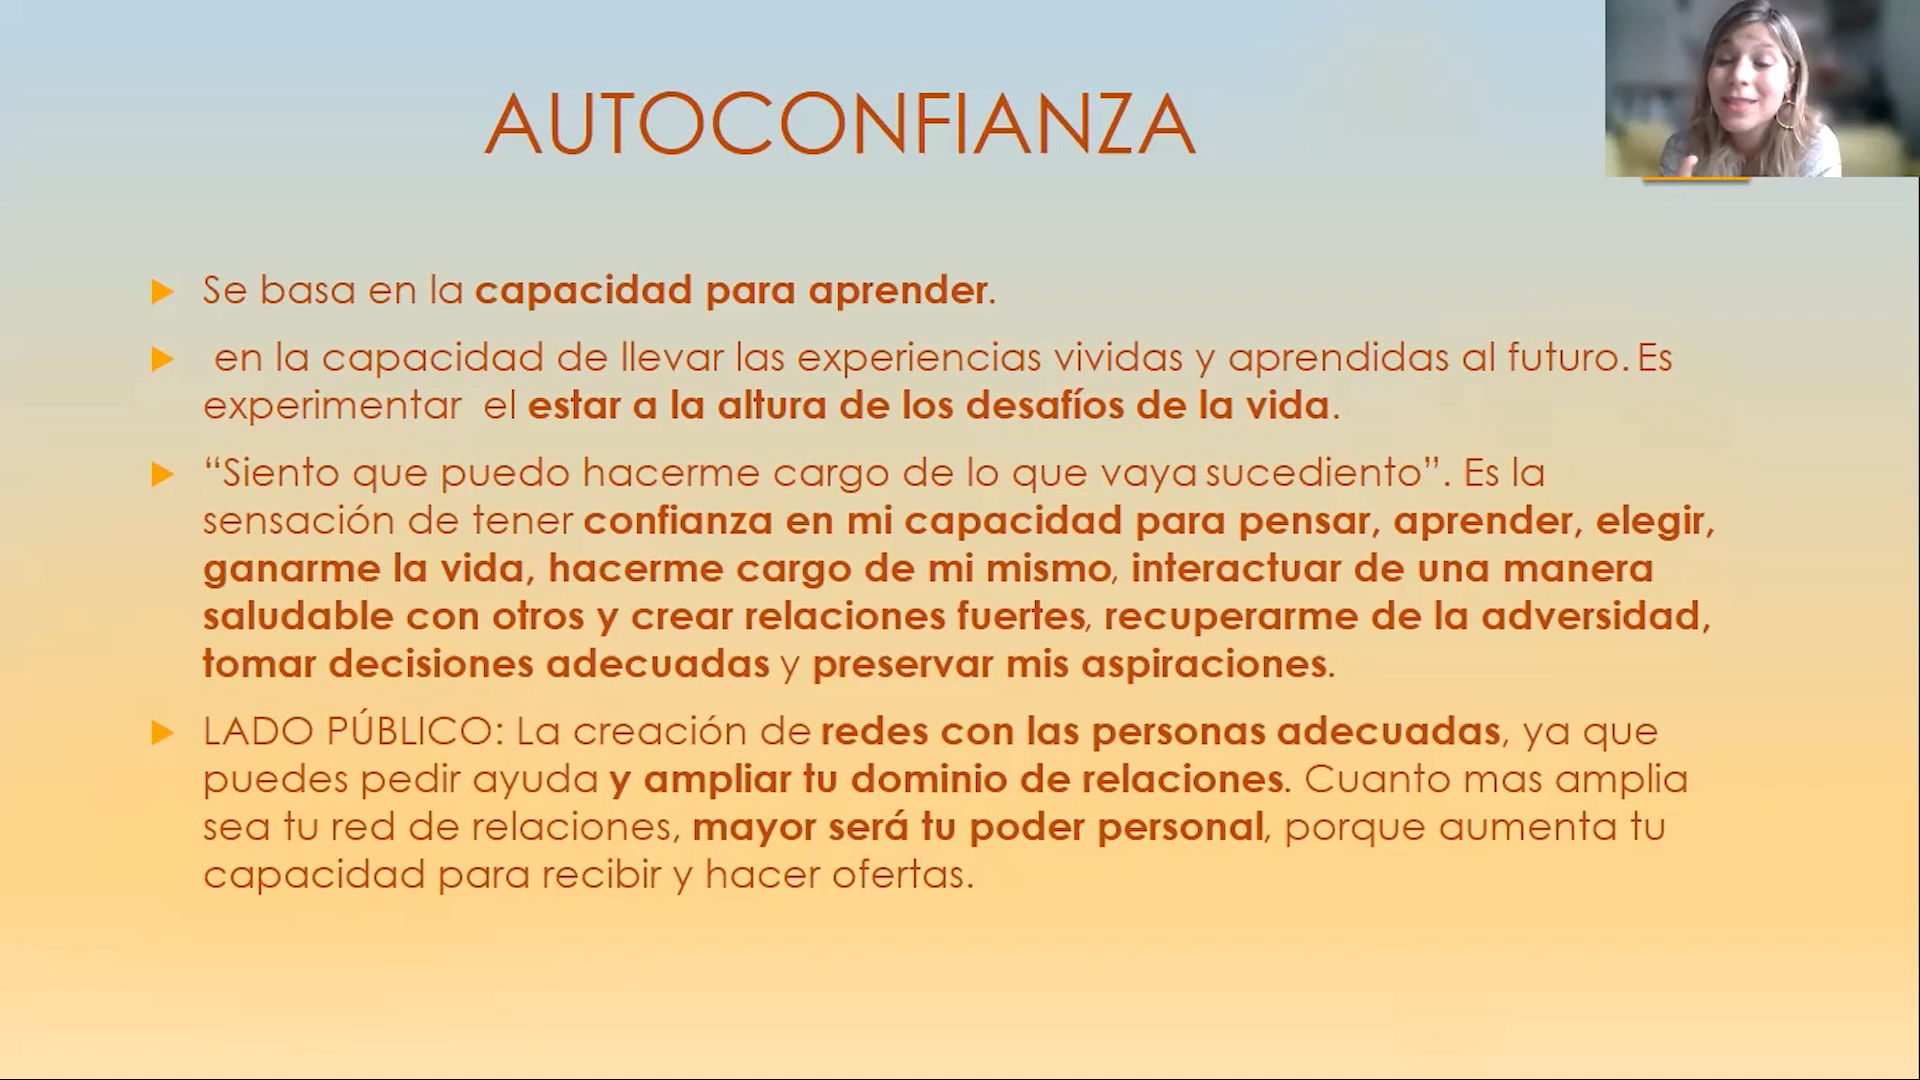 AUTOCONFIANZA
Se basa en la capacidad para aprender.
en la capacidad de llevar las experiencias vividas y aprendidas al futuro. Es
experimentar el estar a la altura de los desafíos de la vida.
“Siento que puedo hacerme cargo de lo que vaya sucediento”. Es la
sensación de tener confianza en mi capacidad para pensar, aprender, elegir,
ganarme la vida, hacerme cargo de mi mismo, interactuar de una manera
saludable con otros y crear relaciones fuertes, recuperarme de la adversidad,
tomar decisiones adecuadas y preservar mis aspiraciones.
LADO PÚBLICO: La creación de redes con las personas adecuadas, ya que
puedes pedir ayuda y ampliar tu dominio de relaciones. Cuanto mas amplia
sea tu red de relaciones, mayor será tu poder personal, porque aumenta tu
capacidad para recibir y hacer ofertas.